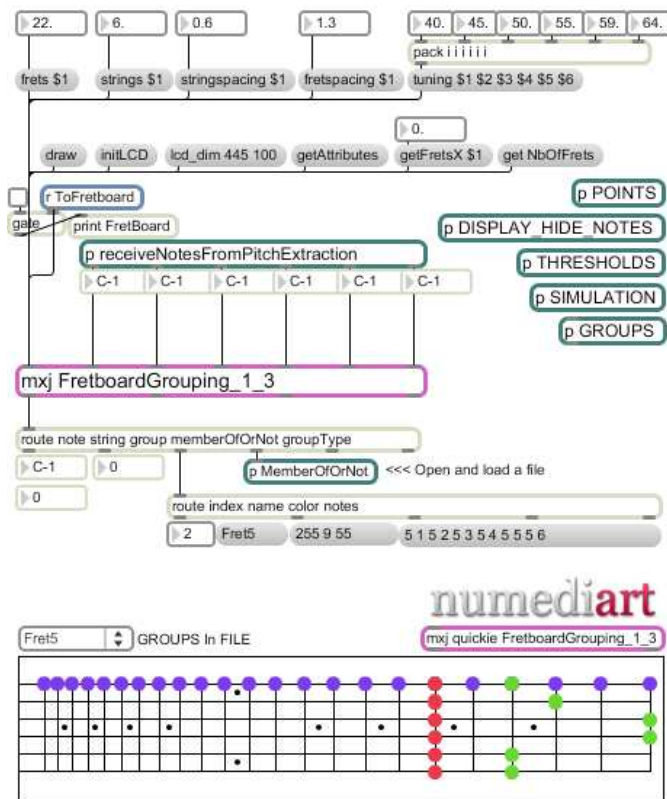 22. 6. 0.6 1.3 40. 45. 50. 55. 59. 64.
pack i i i i i i
frets $1 strings $1 stringspacing $1 fretspacing $1 tuning $1 $2 $3 $4 $5 $6
0.
draw initLCD lcd_dim 445 100 getAttributes getFretsX $1 get NbOfFrets
r ToFretboard p POINTS
gate print FretBoard p DISPLAY_HIDE_NOTES
p receiveNotesFromPitchExtraction p THRESHOLDS
C-1 C-1 C-1 C-1 C-1 C-1 p SIMULATION
p GROUPS
mxj FretboardGrouping_1_3
route note string group memberOfOrNot groupType
C-1 0 p MemberOfOrNot <<< Open and load a file
0
route index name color notes
2 Fret5 255 9 55 5 1 5 2 5 3 5 4 5 5 5 6
numediart
Fret5 GROUPS In FILE mxj quickie FretboardGrouping_1_3